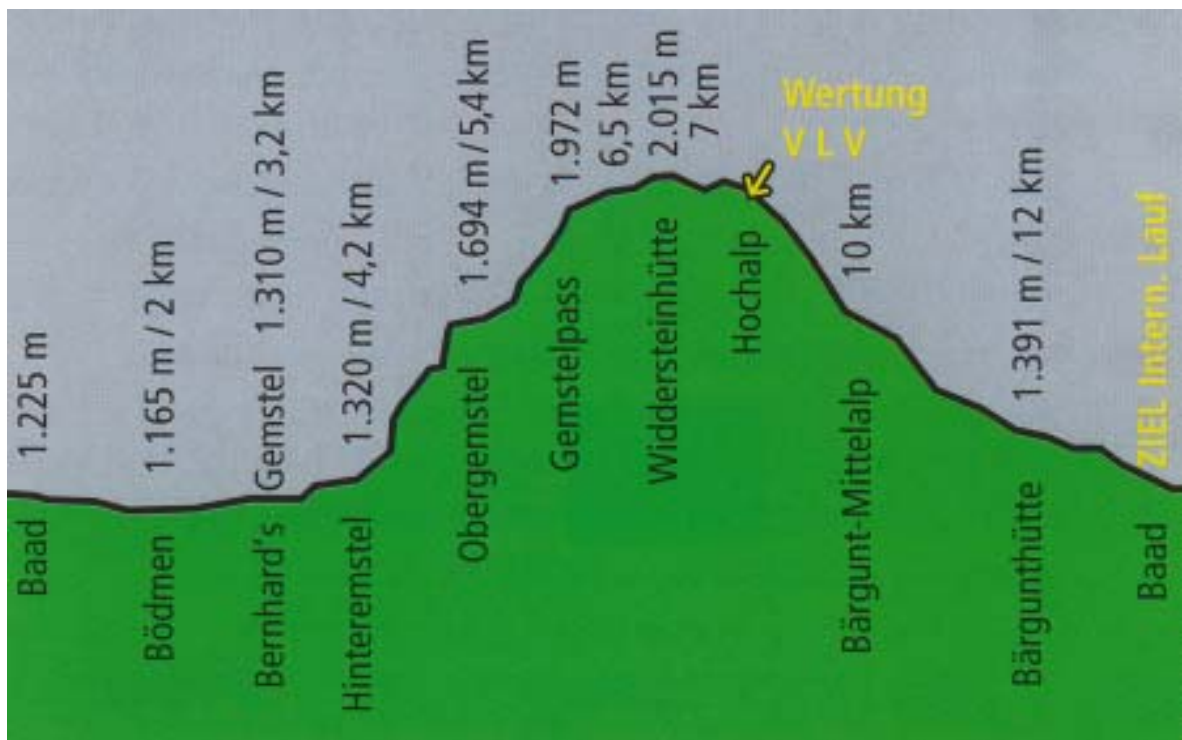 1.225 m
Baad
1.165 m / 2 km
Bödmen
Gemstel 1.310 m / 3,2 km
Bernhard's
1.320 m / 4,2 km
Hinteremstel
1.694 m / 5,4 km
Obergemstel
1.972 m
6,5 km
Gemstelpass
2.015 m
7 km
Widdersteinhütte
Wertung
V L V
Hochalp
10 km
Bärgunt-Mittelalp
1.391 m / 12 km
Bärgunthütte
ZIEL Intern. Lauf
Baad